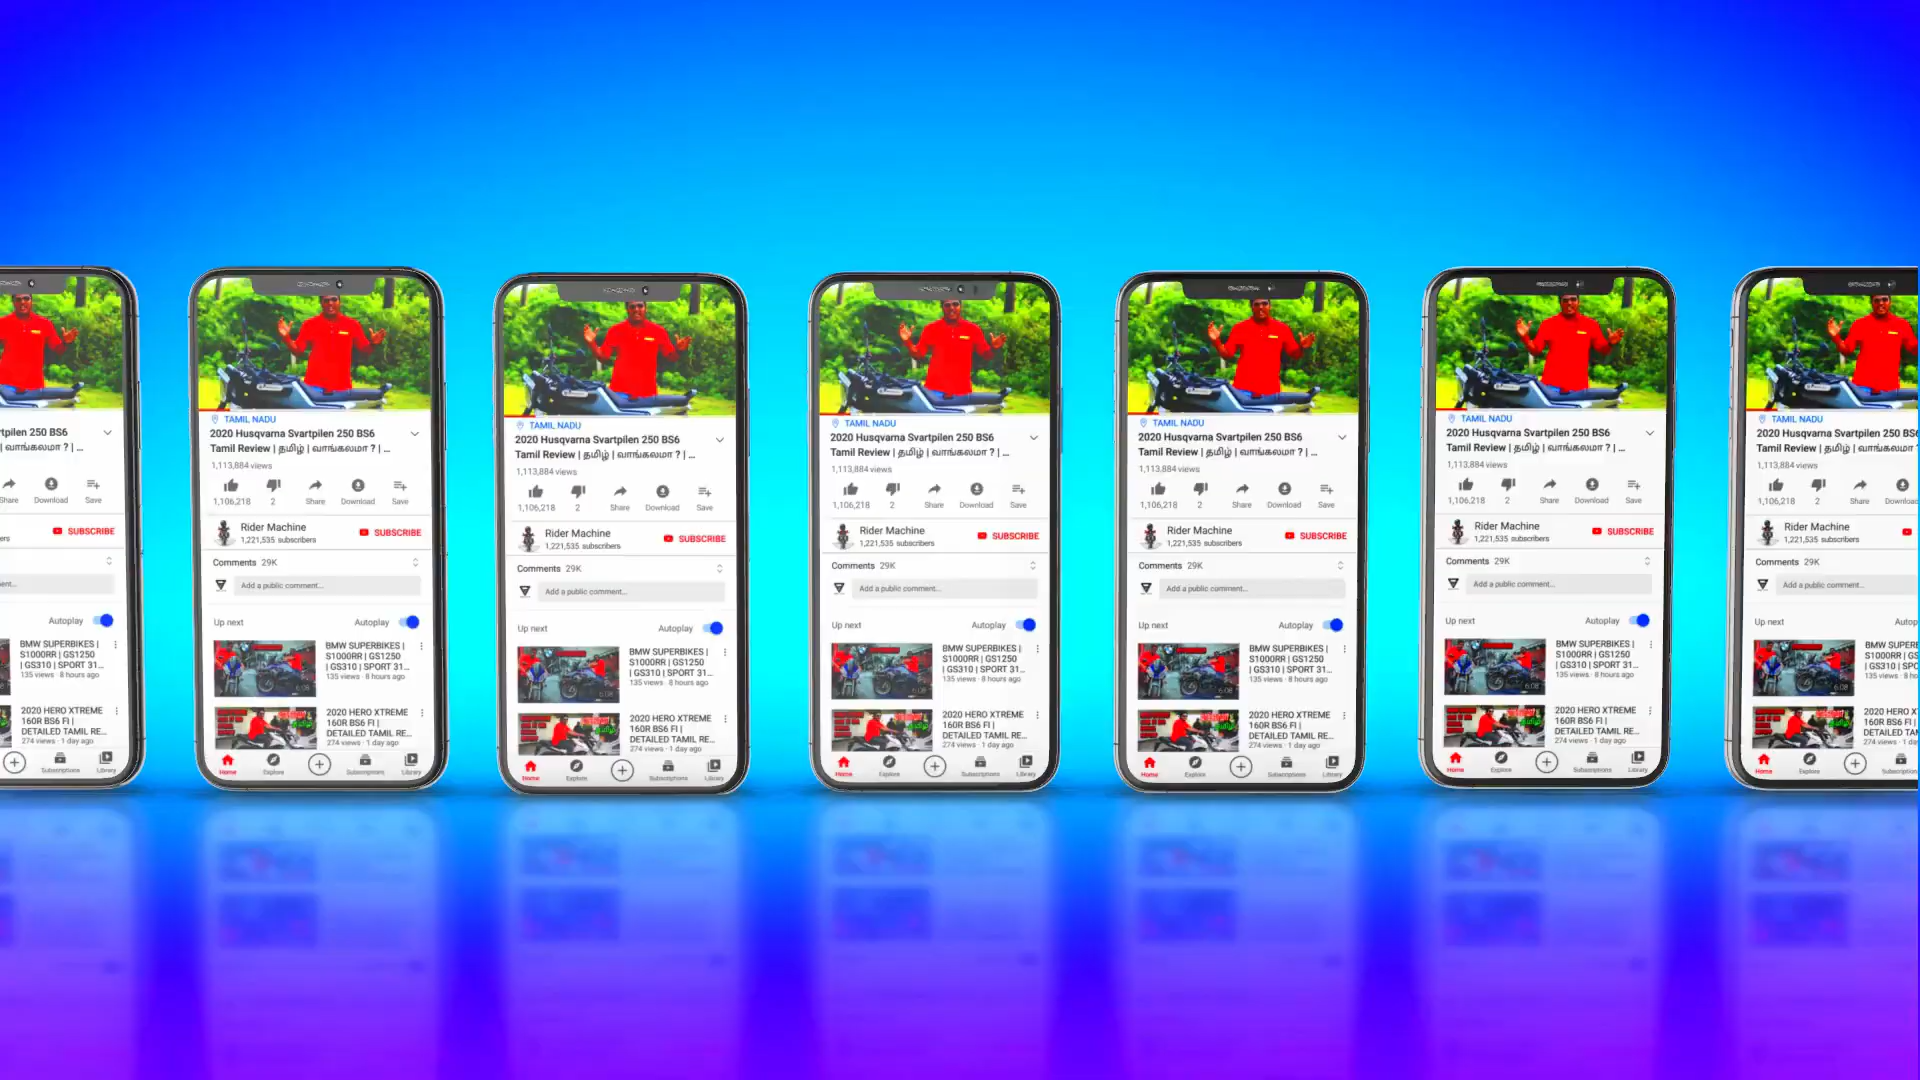 TAMIL NADU
2020 Husqvarna Svartpilen 250 BS6
Tamil Review | தமிழ் | வாங்கலமா ? | ...
1,113,884 views
1,106,218 2 Share Download Save
Rider Machine
1,221,535 subscribers
SUBSCRIBE
Comments 29K
Add a public comment...
Up next Autoplay
BMW SUPERBIKES |
S1000RR | GS1250
| GS310 | SPORT 31...
135 views · 8 hours ago
6:08
2020 HERO XTREME
160R BS6 FI |
DETAILED TAMIL RE...
274 views · 1 day ago
Home Explore Subscriptions Library